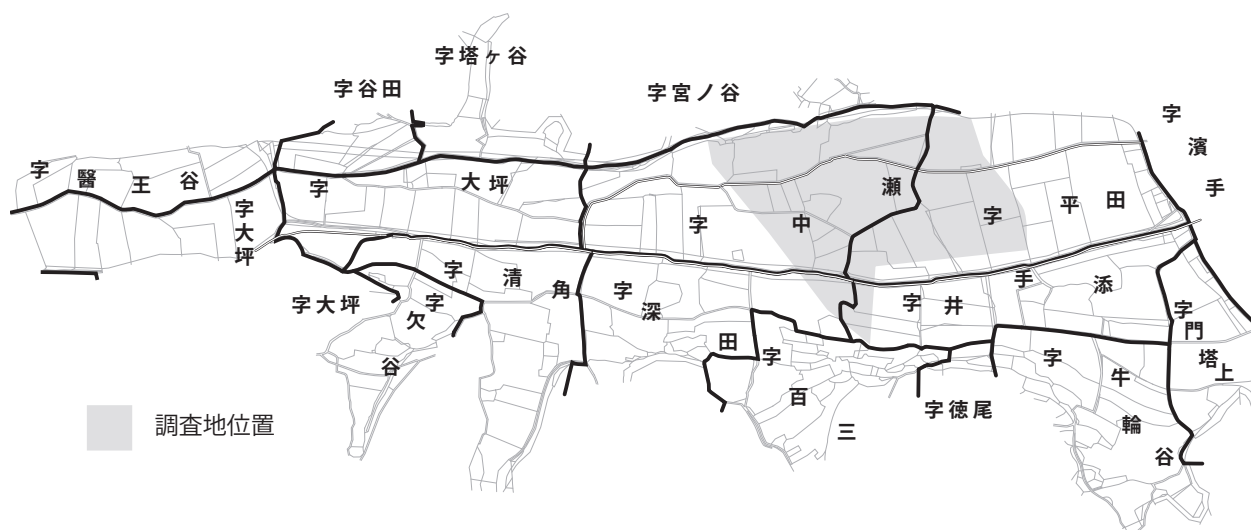 字塔ヶ谷
字谷田
字宮ノ谷
字濱手
字醫王谷
字大坪
字大坪
字中瀬
字平田
字大坪
字清角
字欠谷
字深田
字井手添
字門塔上
字百三
字徳尾
字牛輪谷
調査地位置